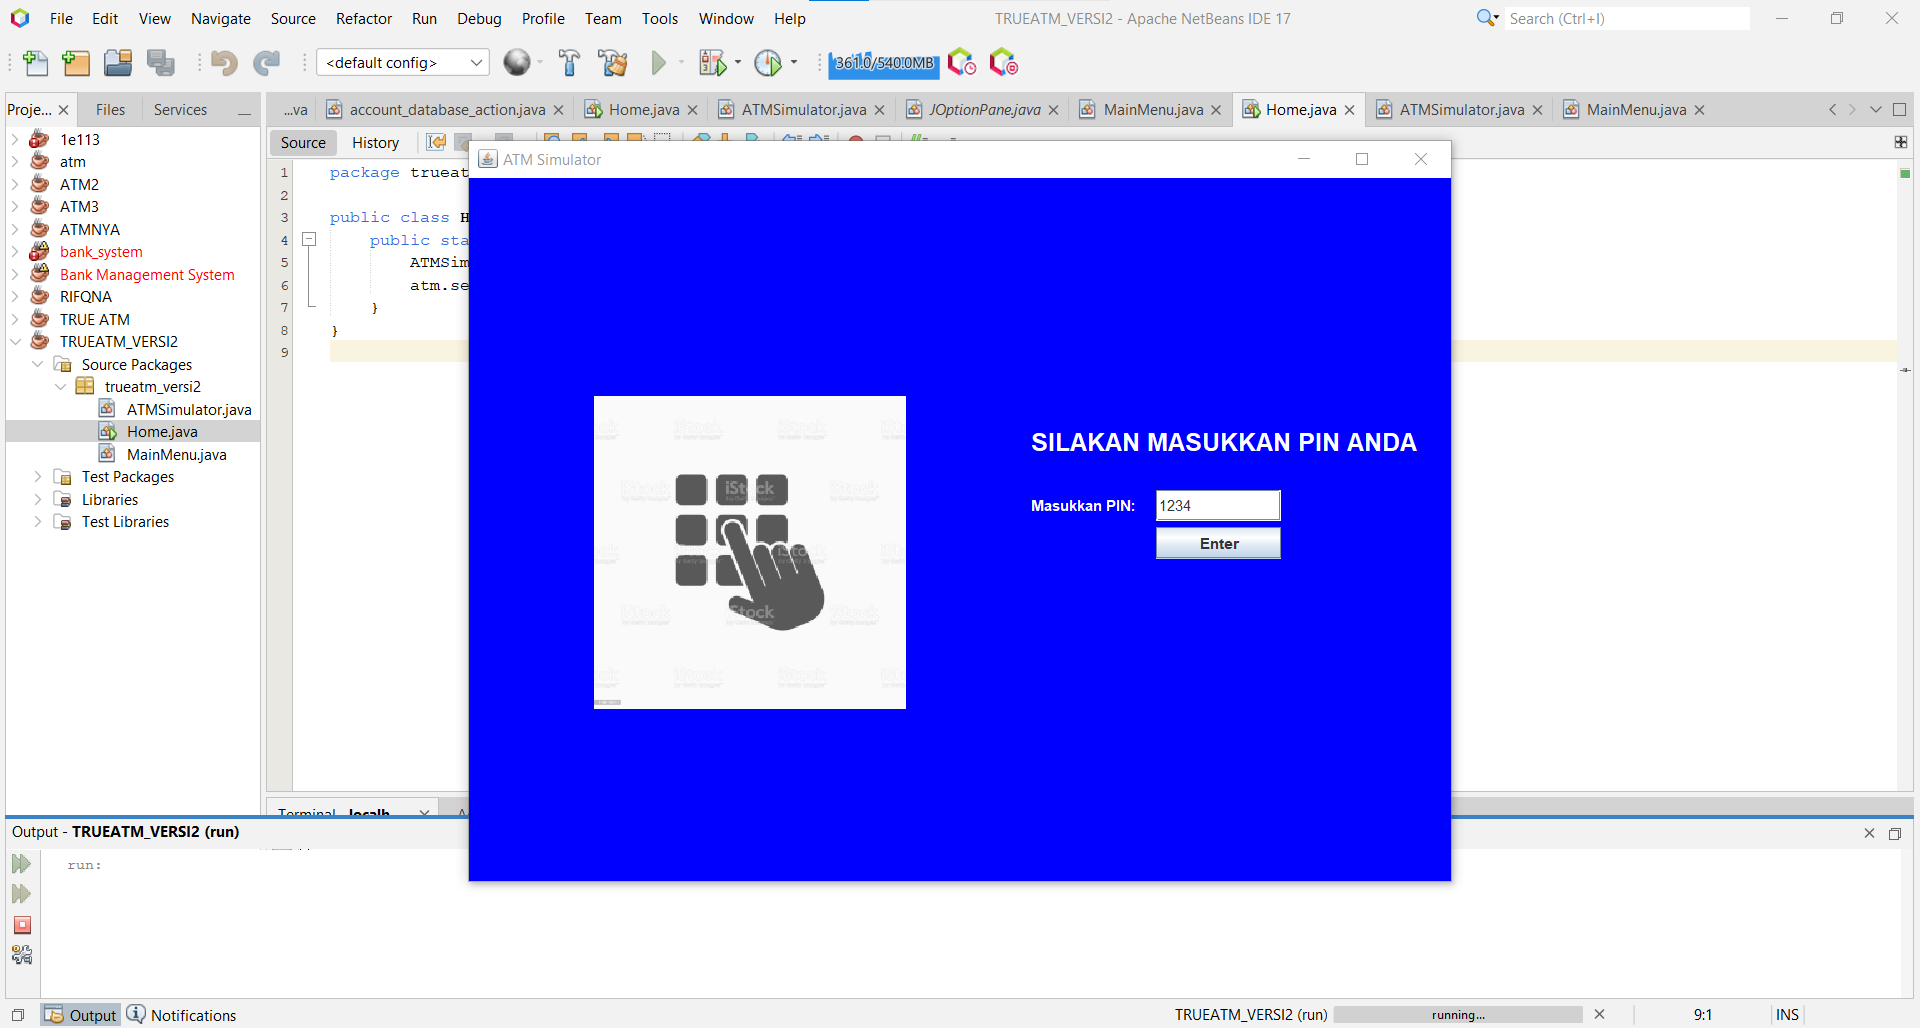 File Edit View Navigate Source Refactor Run Debug Profile Team Tools Window Help
TRUEATM_VERSI2 - Apache NetBeans IDE 17
Search (Ctrl+I)
<default config>
361.0/540.0MB
Proje...
Files
Services
...va
account_database_action.java
Home.java
ATMSimulator.java
JOptionPane.java
MainMenu.java
Home.java
ATMSimulator.java
MainMenu.java
Source History
1e113
atm
ATM2
ATM3
ATMNYA
bank_system
Bank Management System
RIFQNA
TRUE ATM
TRUEATM_VERSI2
Source Packages
trueatm_versi2
ATMSimulator.java
Home.java
MainMenu.java
Test Packages
Libraries
Test Libraries
1 package trueat
2
3 public class H
4 public sta
5 ATMSim
6 atm.se
7 }
8 }
9
ATM Simulator
iStock
SILAKAN MASUKKAN PIN ANDA
Masukkan PIN: 1234
Enter
Terminal localh
Output - TRUEATM_VERSI2 (run)
run:
Output
Notifications
TRUEATM_VERSI2 (run)
running...
9:1
INS